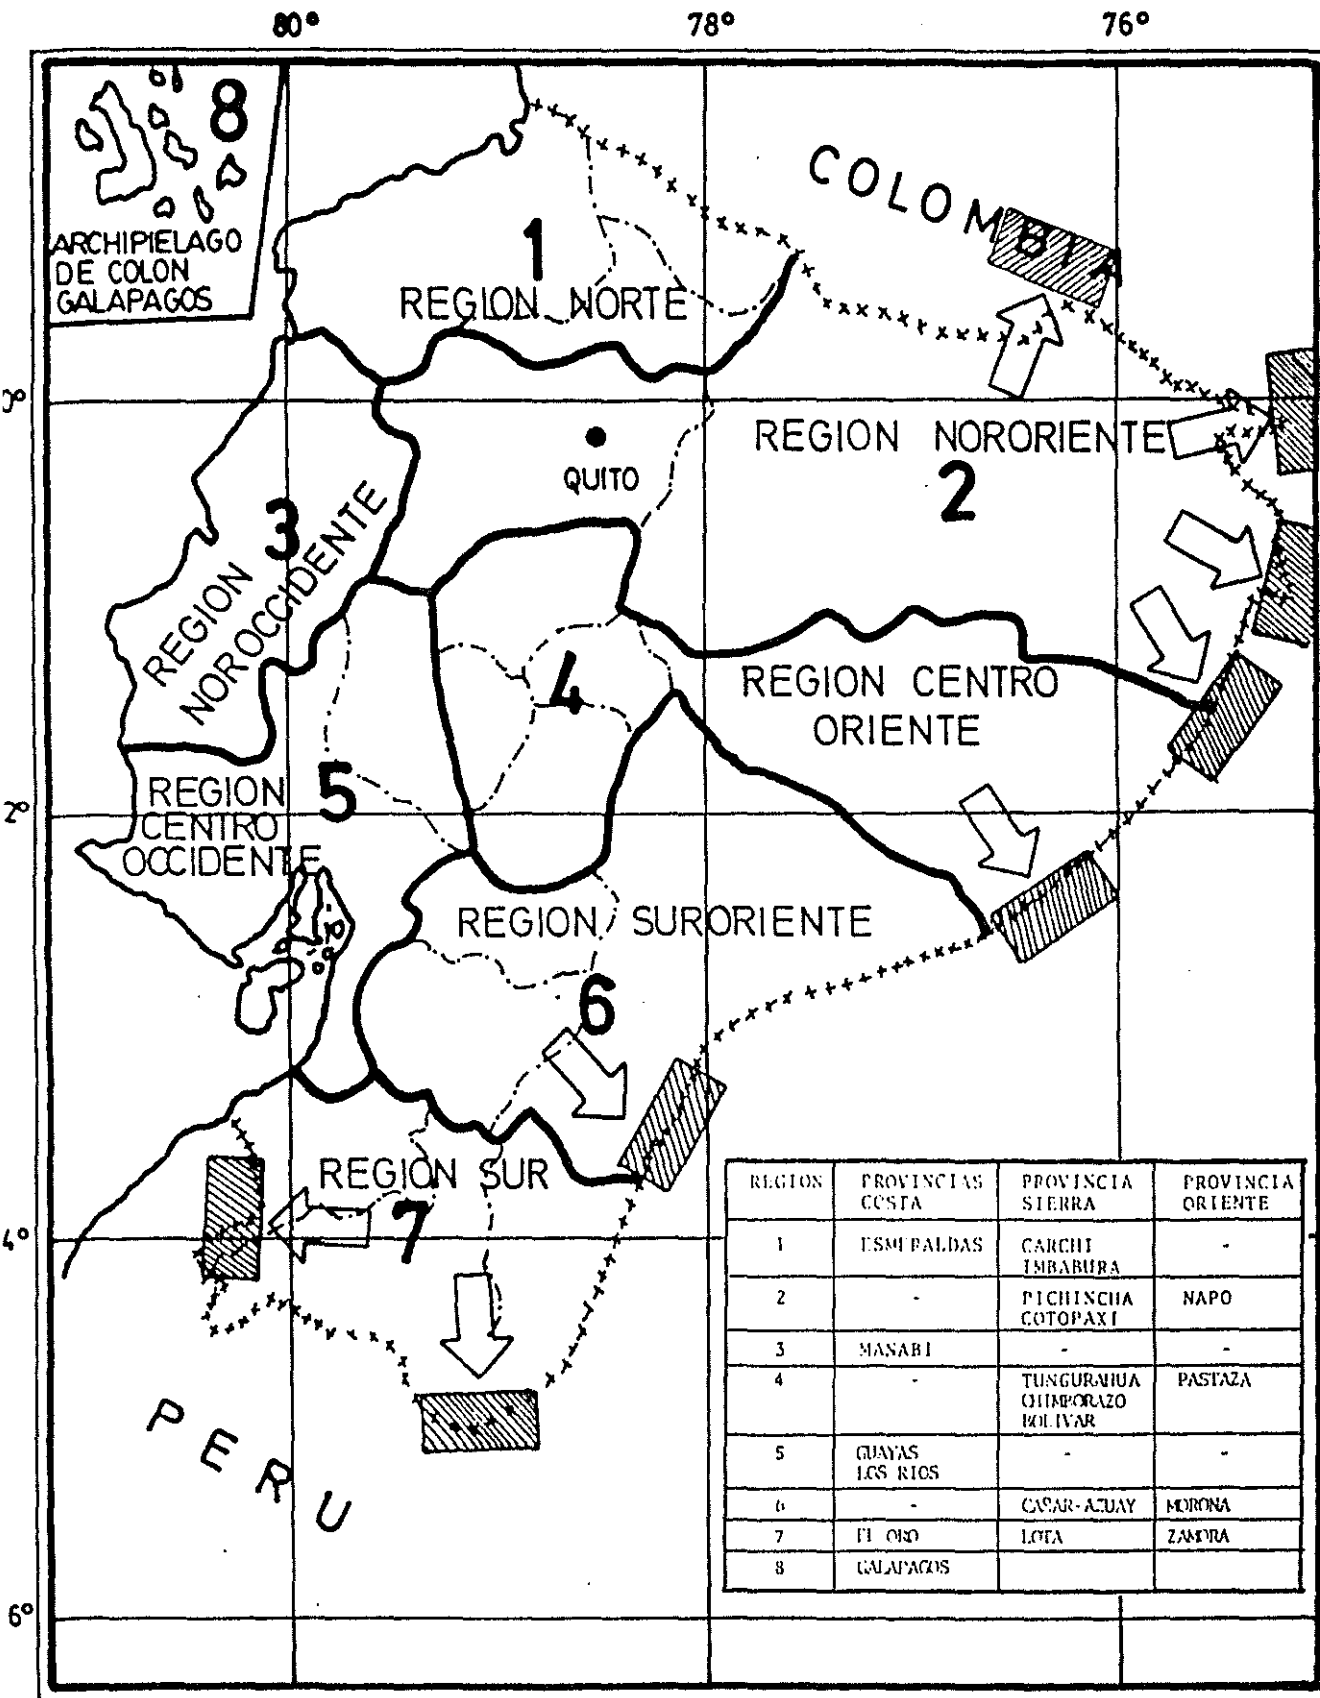 80° 78° 76°
8
ARCHIPIELAGO
DE COLON
GALAPAGOS
COLOMBIA
1
REGION NORTE
0°
REGION NORORIENTE
2
QUITO
3
REGION
NOROCCIDENTE
4
REGION CENTRO
ORIENTE
5
REGION
CENTRO
OCCIDENTE
2°
REGION SURORIENTE
6
REGION SUR
7
4°
PERU
6°
REGION PROVINCIAS COSTA PROVINCIA SIERRA PROVINCIA ORIENTE
1 ESMERALDAS CARCHI IMBABURA -
2 - PICHINCHA COTOPAXI NAPO
3 MANABI - -
4 - TUNGURAHUA CHIMBORAZO BOLIVAR PASTAZA
5 GUAYAS LOS RIOS - -
6 - CAÑAR-AZUAY MORONA
7 EL ORO LOJA ZAMORA
8 GALAPAGOS